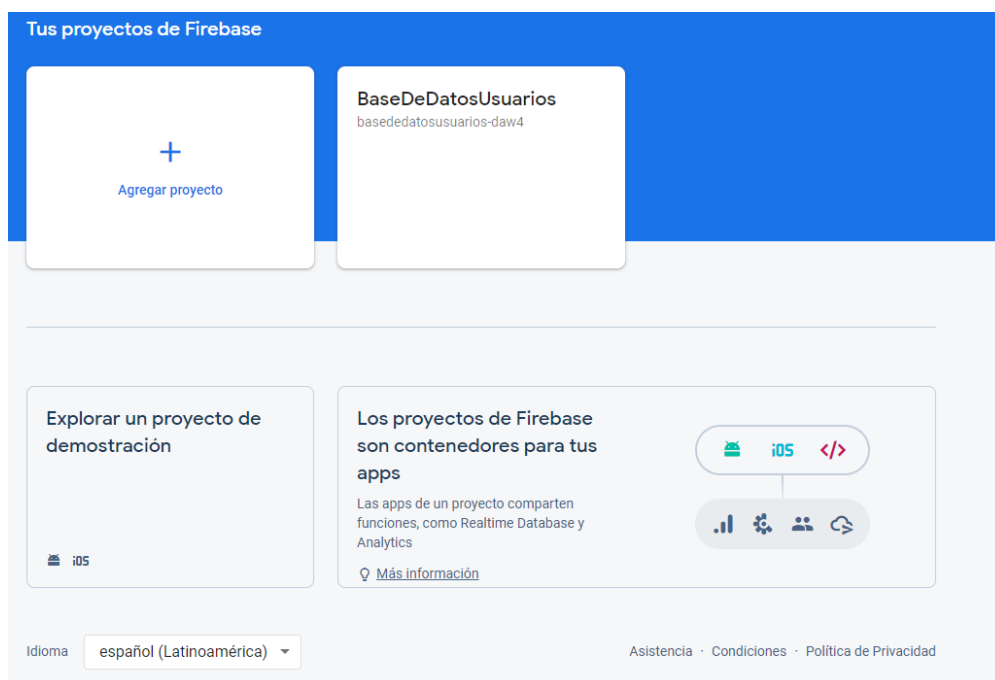 Tus proyectos de Firebase
Agregar proyecto
BaseDeDatosUsuarios
basededatosusuarios-daw4
Explorar un proyecto de
demostración
iOS
Los proyectos de Firebase
son contenedores para tus
apps
Las apps de un proyecto comparten
funciones, como Realtime Database y
Analytics
Más información
iOS </>
Idioma
español (Latinoamérica)
Asistencia · Condiciones · Política de Privacidad